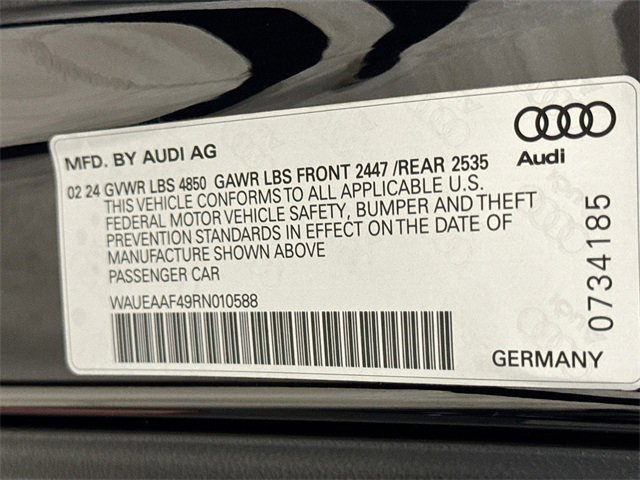 MFD. BY AUDI AG
Audi
02 24 GVWR LBS 4850 GAWR LBS FRONT 2447 /REAR 2535
THIS VEHICLE CONFORMS TO ALL APPLICABLE U.S.
FEDERAL MOTOR VEHICLE SAFETY, BUMPER AND THEFT
PREVENTION STANDARDS IN EFFECT ON THE DATE OF
MANUFACTURE SHOWN ABOVE
PASSENGER CAR
WAUEAAF49RN010588
GERMANY
0734185